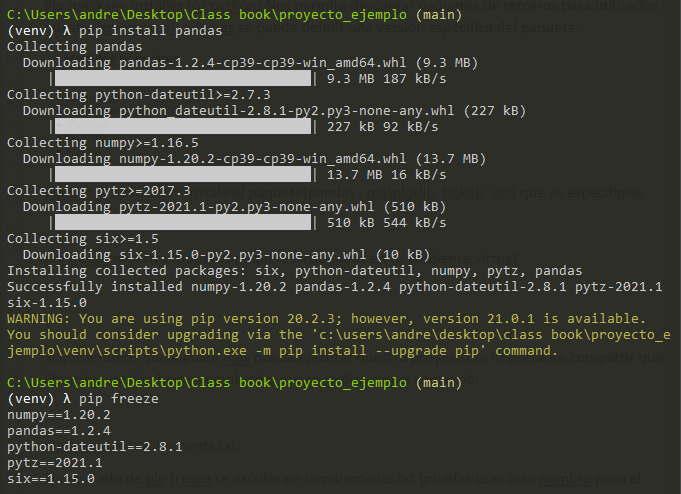 C:\Users\andre\Desktop\Class book\proyecto_ejemplo (main)
(venv) λ pip install pandas
Collecting pandas
  Downloading pandas-1.2.4-cp39-cp39-win_amd64.whl (9.3 MB)
     |                                | 9.3 MB 187 kB/s
Collecting python-dateutil>=2.7.3
  Downloading python_dateutil-2.8.1-py2.py3-none-any.whl (227 kB)
     |                                | 227 kB 92 kB/s
Collecting numpy>=1.16.5
  Downloading numpy-1.20.2-cp39-cp39-win_amd64.whl (13.7 MB)
     |                                | 13.7 MB 16 kB/s
Collecting pytz>=2017.3
  Downloading pytz-2021.1-py2.py3-none-any.whl (510 kB)
     |                                | 510 kB 544 kB/s
Collecting six>=1.5
  Downloading six-1.15.0-py2.py3-none-any.whl (10 kB)
Installing collected packages: six, python-dateutil, numpy, pytz, pandas
Successfully installed numpy-1.20.2 pandas-1.2.4 python-dateutil-2.8.1 pytz-2021.1
six-1.15.0
WARNING: You are using pip version 20.2.3; however, version 21.0.1 is available.
You should consider upgrading via the 'c:\users\andre\desktop\class book\proyecto_e
jemplo\venv\scripts\python.exe -m pip install --upgrade pip' command.
C:\Users\andre\Desktop\Class book\proyecto_ejemplo (main)
(venv) λ pip freeze
numpy==1.20.2
pandas==1.2.4
python-dateutil==2.8.1
pytz==2021.1
six==1.15.0